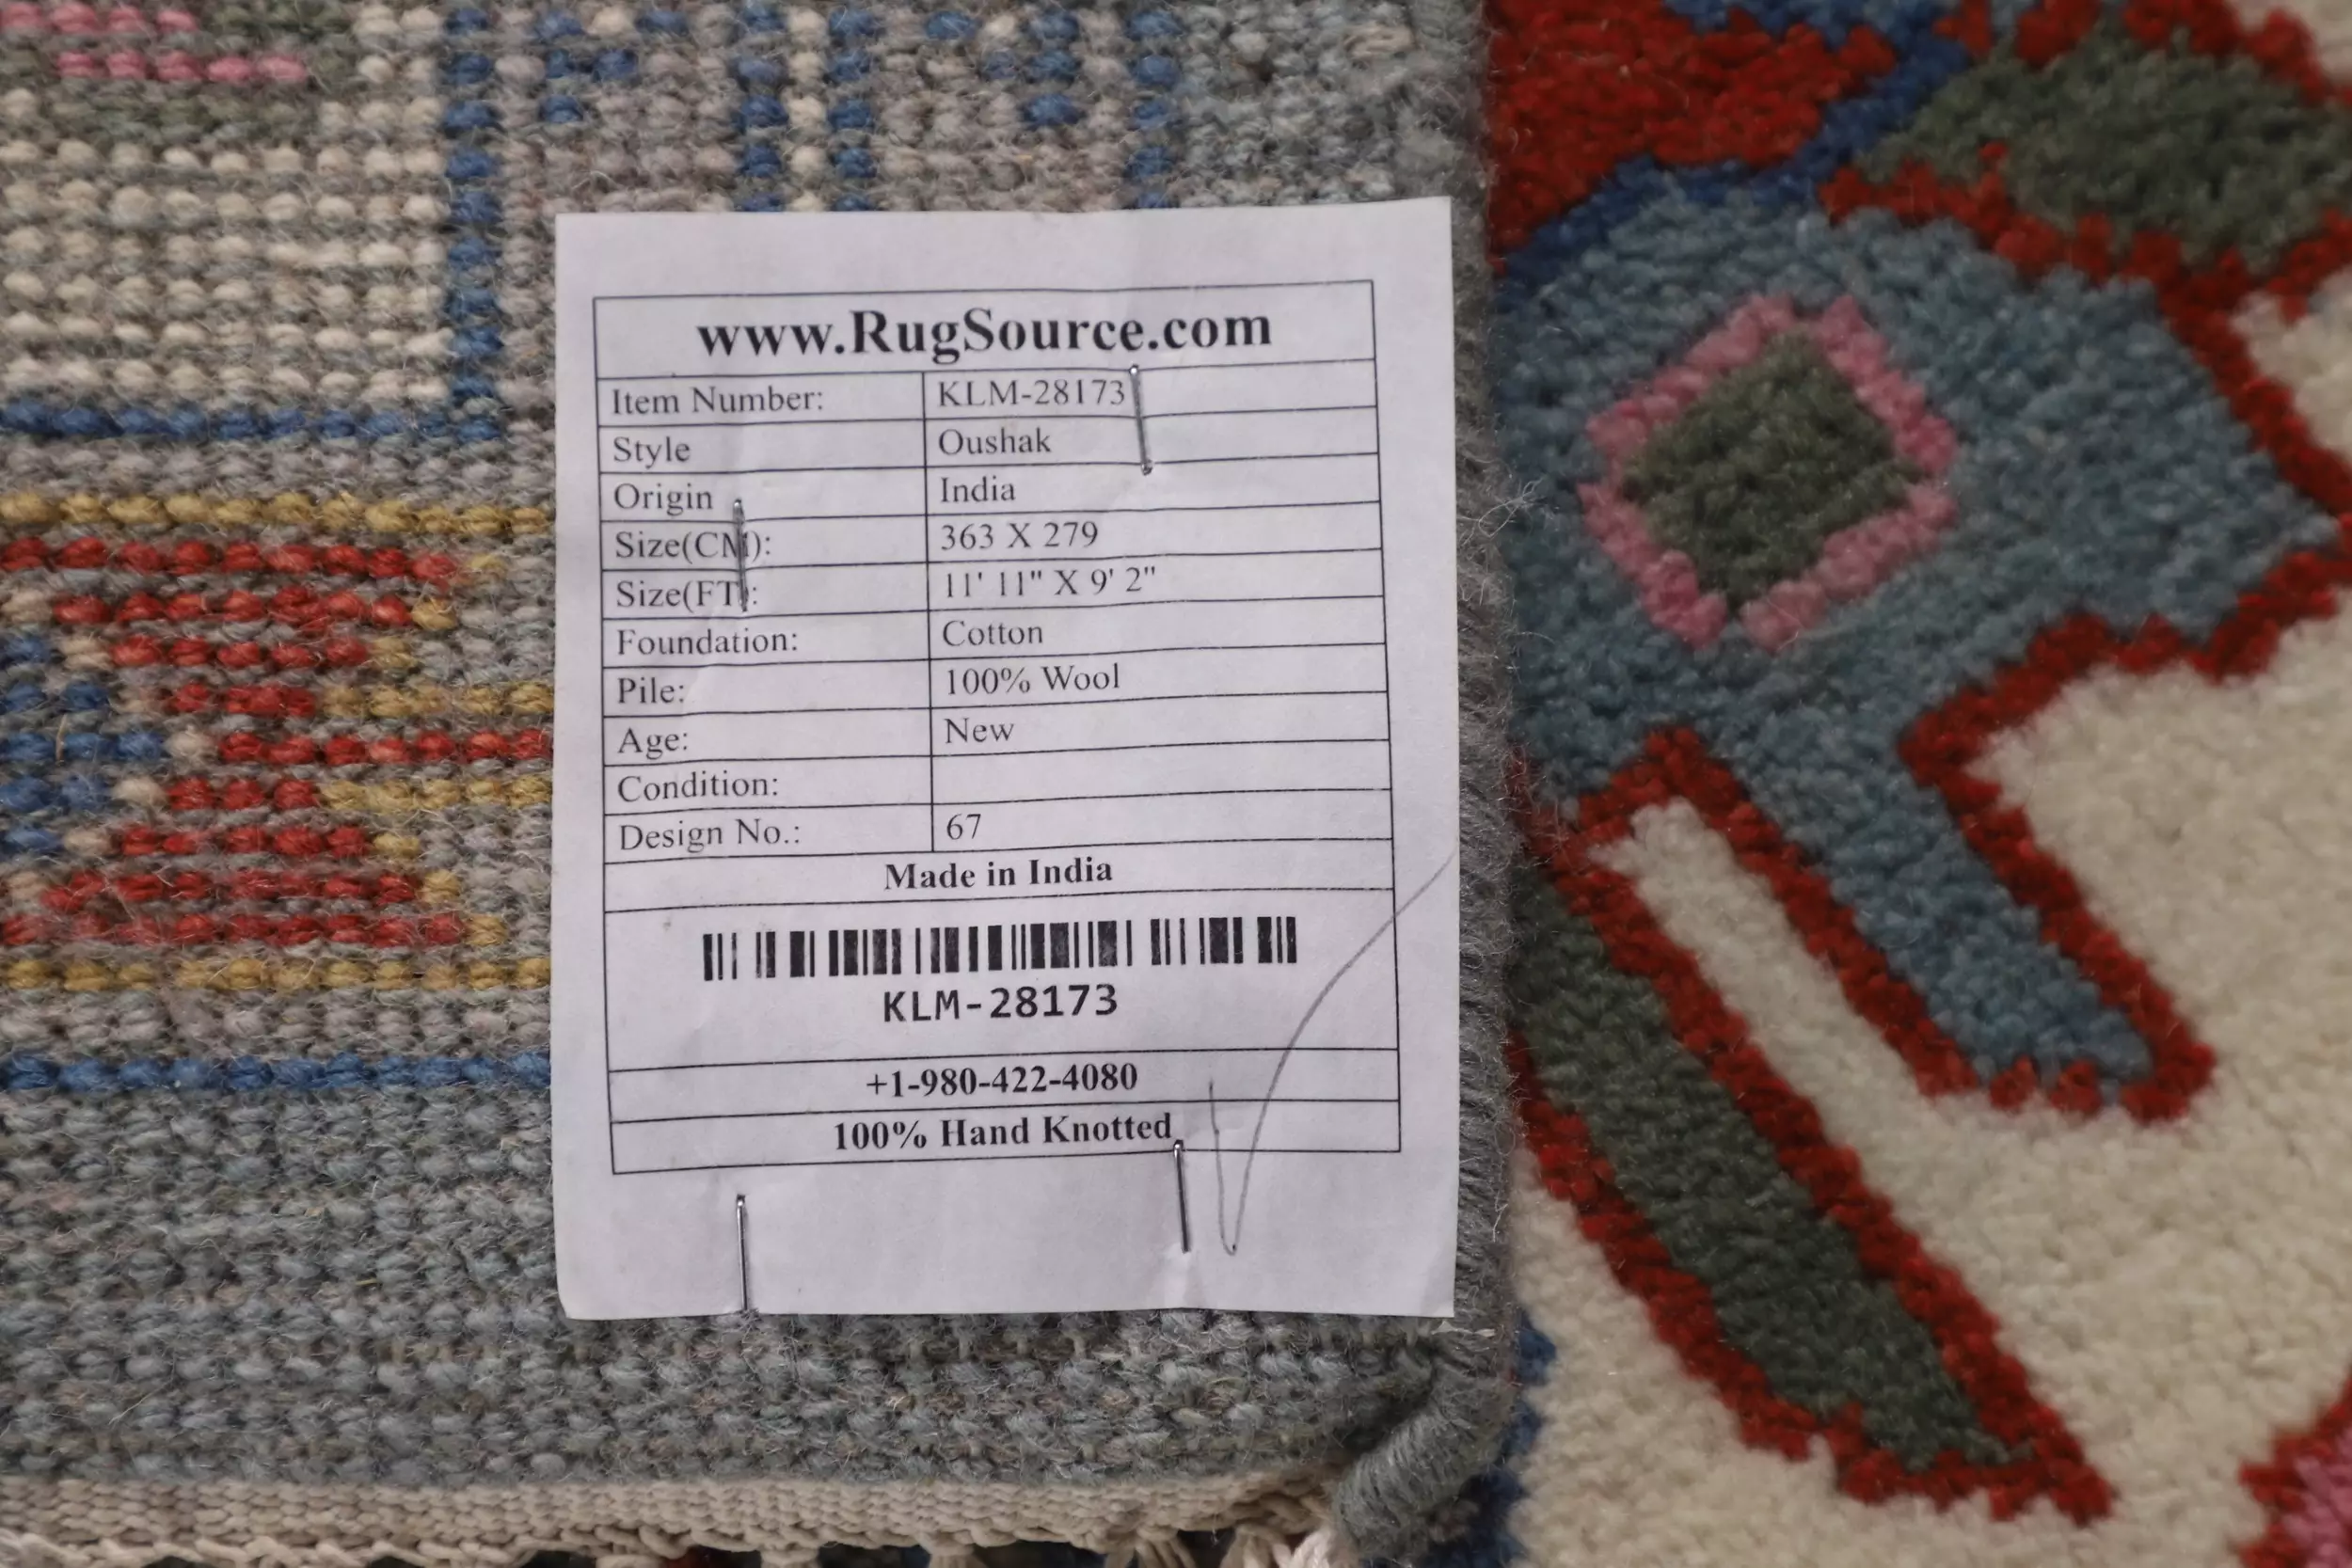 www.RugSource.com
Item Number: KLM-28173
Style Oushak
Origin India
Size(CM): 363 X 279
Size(FT): 11' 11" X 9' 2"
Foundation: Cotton
Pile: 100% Wool
Age: New
Condition:
Design No.: 67
Made in India
KLM-28173
+1-980-422-4080
100% Hand Knotted